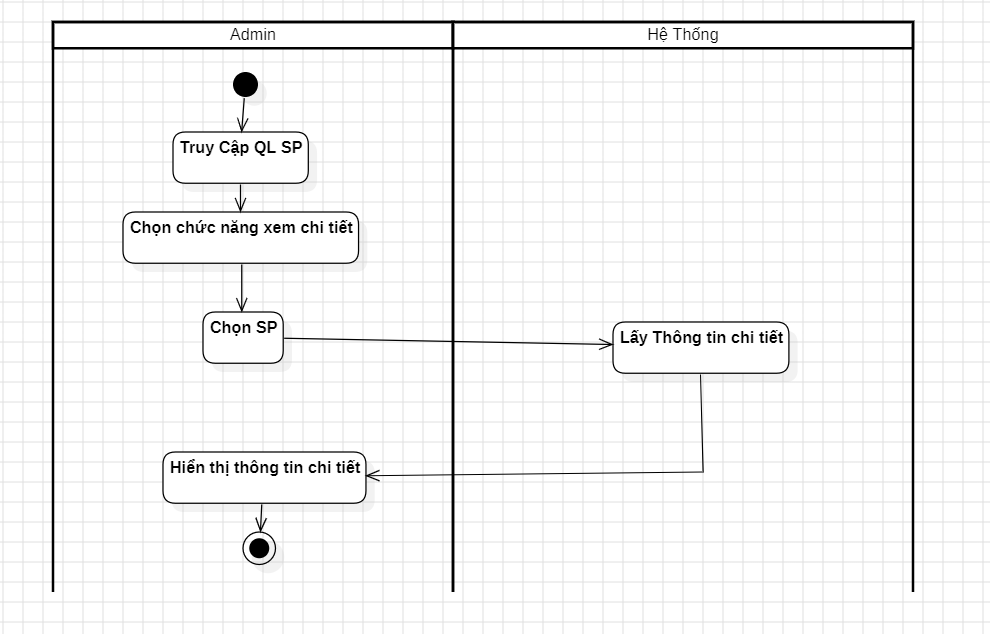 Admin
Hệ Thống
Truy Cập QL SP
Chọn chức năng xem chi tiết
Chọn SP
Lấy Thông tin chi tiết
Hiển thị thông tin chi tiết